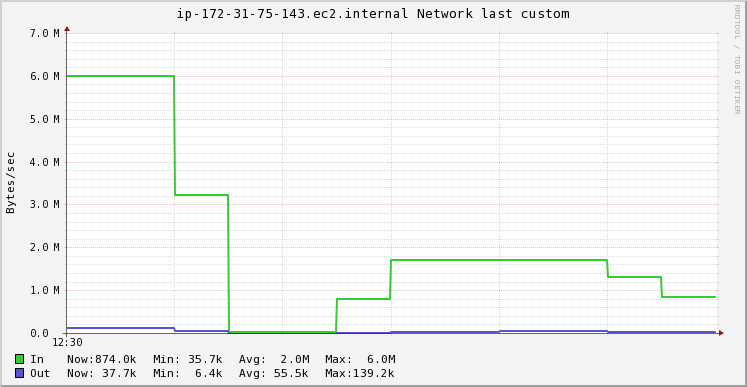 ip-172-31-75-143.ec2.internal Network last custom
RRDTOOL / TOBI OETIKER
Bytes/sec
7.0 M
6.0 M
5.0 M
4.0 M
3.0 M
2.0 M
1.0 M
0.0
12:30
In Now:874.0k Min: 35.7k Avg: 2.0M Max: 6.0M
Out Now: 37.7k Min: 6.4k Avg: 55.5k Max:139.2k